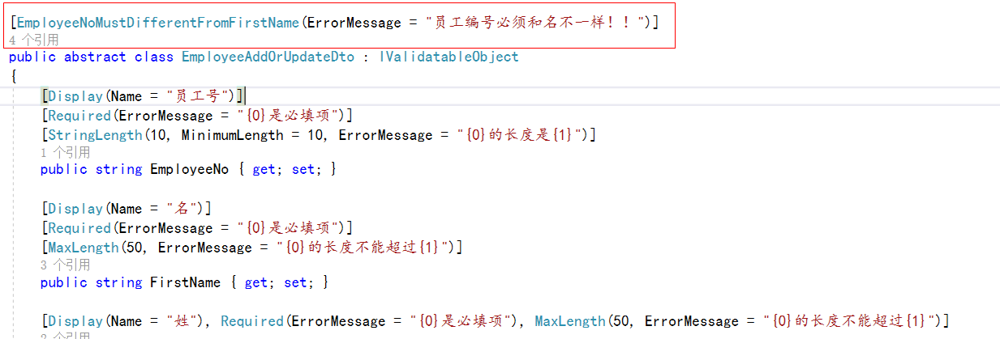 [EmployeeNoMustDifferentFromFirstName(ErrorMessage = "员工编号必须和名不一样！！")]
4 个引用
public abstract class EmployeeAddOrUpdateDto : IValidatableObject
{
[Display(Name = "员工号")]
[Required(ErrorMessage = "{0}是必填项")]
[StringLength(10, MinimumLength = 10, ErrorMessage = "{0}的长度是{1}")]
1 个引用
public string EmployeeNo { get; set; }
[Display(Name = "名")]
[Required(ErrorMessage = "{0}是必填项")]
[MaxLength(50, ErrorMessage = "{0}的长度不能超过{1}")]
3 个引用
public string FirstName { get; set; }
[Display(Name = "姓"), Required(ErrorMessage = "{0}是必填项"), MaxLength(50, ErrorMessage = "{0}的长度不能超过{1}")]
2 个引用